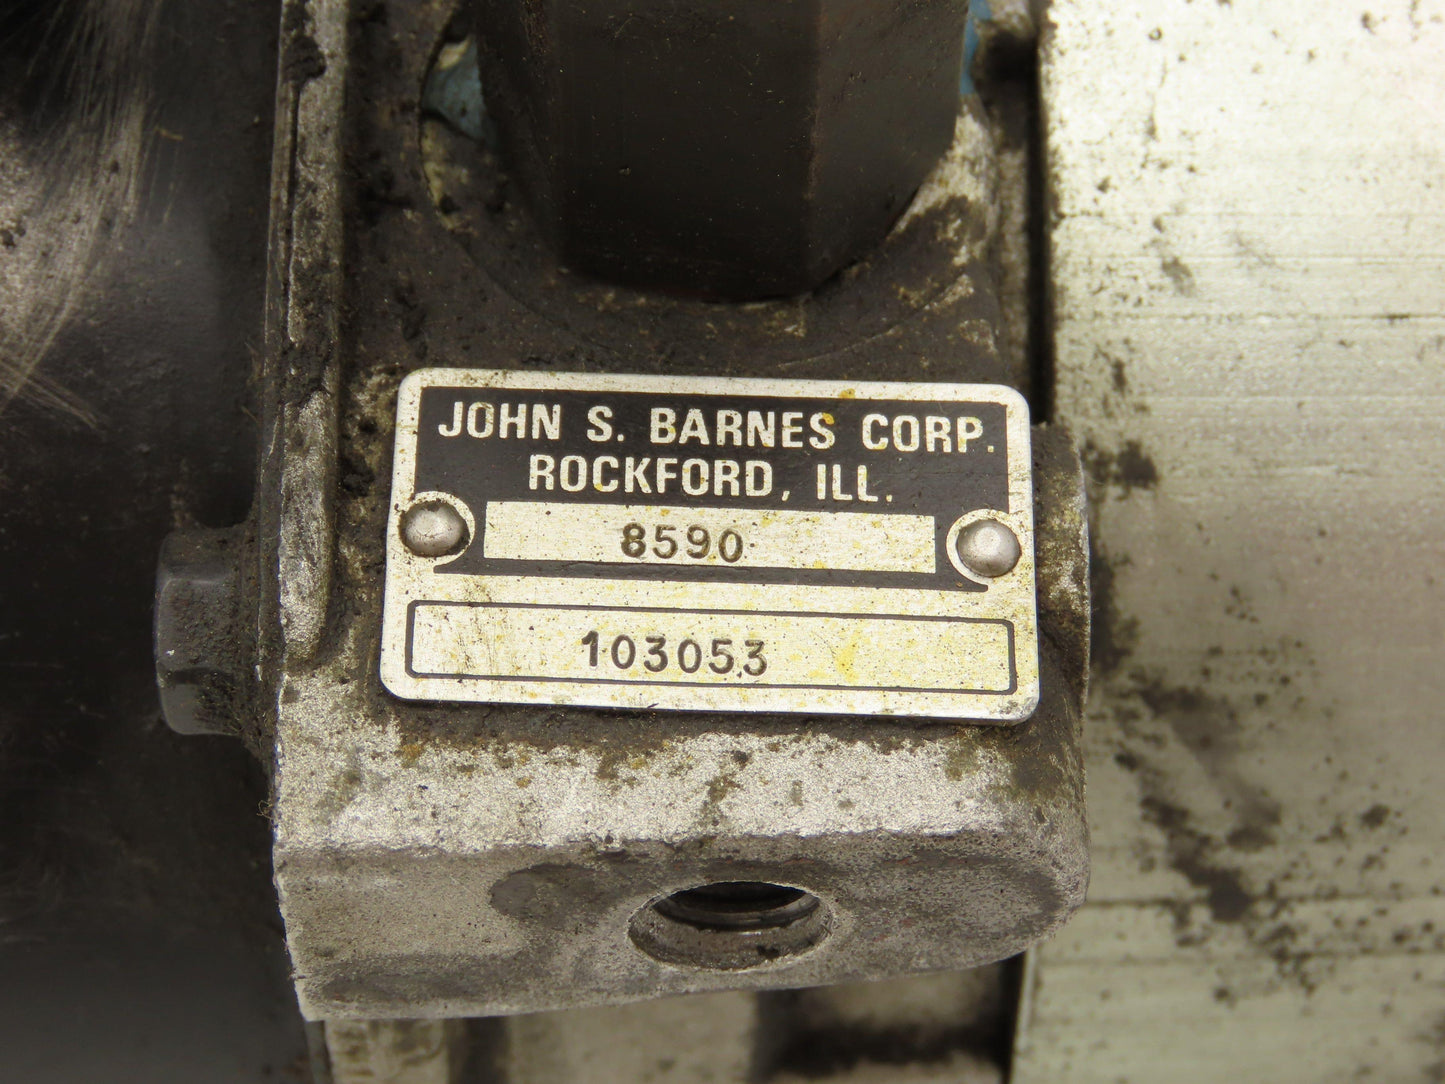 JOHN S. BARNES CORP.
ROCKFORD, ILL.
8590
103053